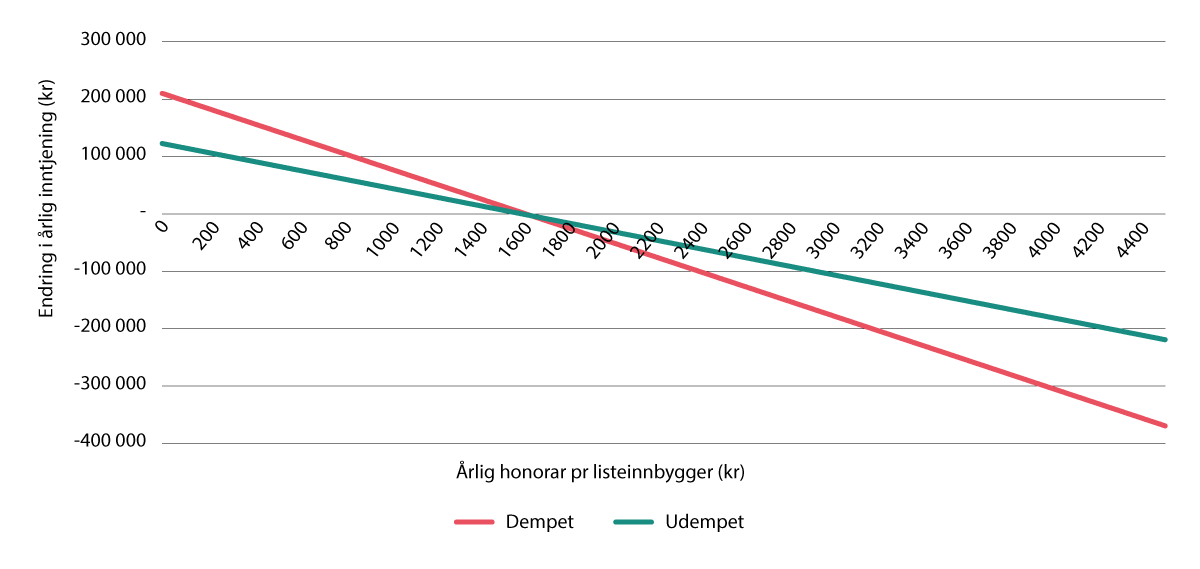 300 000
200 000
100 000
-
-100 000
-200 000
-300 000
-400 000
Endring i årlig inntjening (kr)
0 200 400 600 800 1000 1200 1400 1600 1800 2000 2200 2400 2600 2800 3000 3200 3400 3600 3800 4000 4200 4400
Årlig honorar pr listeinnbygger (kr)
Dempet Udempet